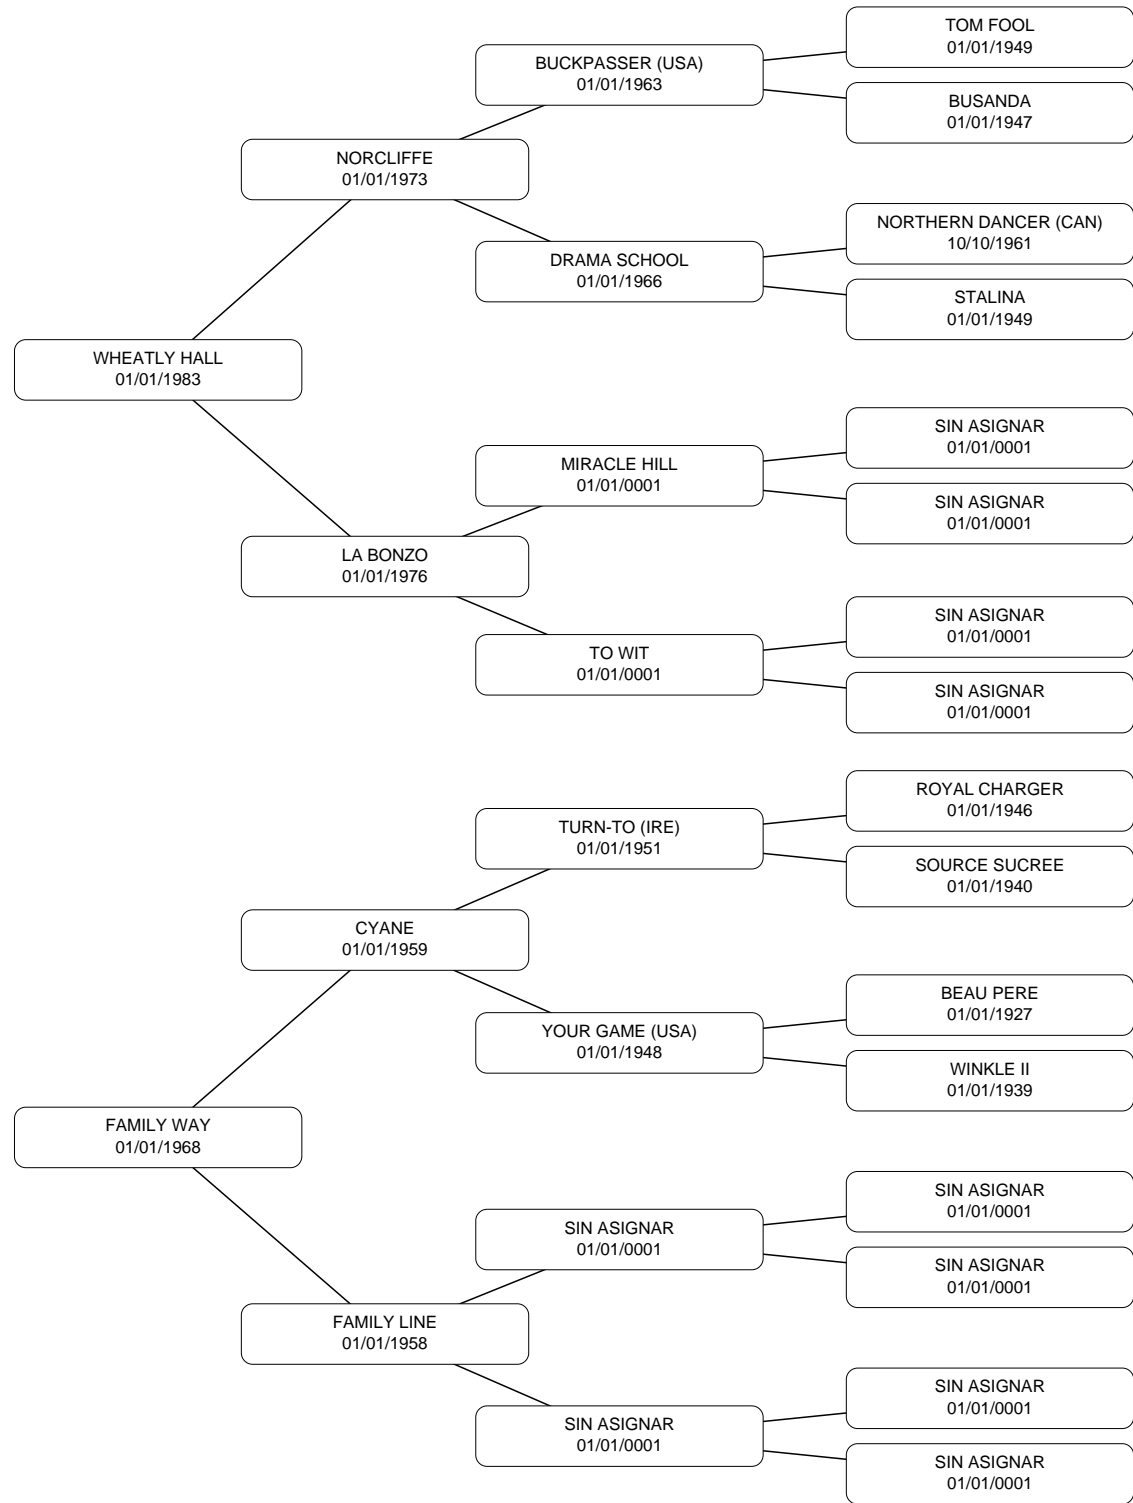 TOM FOOL
01/01/1949
BUCKPASSER (USA)
01/01/1963
BUSANDA
01/01/1947
NORCLIFFE
01/01/1973
NORTHERN DANCER (CAN)
10/10/1961
DRAMA SCHOOL
01/01/1966
STALINA
01/01/1949
WHEATLY HALL
01/01/1983
SIN ASIGNAR
01/01/0001
MIRACLE HILL
01/01/0001
SIN ASIGNAR
01/01/0001
LA BONZO
01/01/1976
SIN ASIGNAR
01/01/0001
TO WIT
01/01/0001
SIN ASIGNAR
01/01/0001
ROYAL CHARGER
01/01/1946
TURN-TO (IRE)
01/01/1951
SOURCE SUCREE
01/01/1940
CYANE
01/01/1959
BEAU PERE
01/01/1927
YOUR GAME (USA)
01/01/1948
WINKLE II
01/01/1939
FAMILY WAY
01/01/1968
SIN ASIGNAR
01/01/0001
SIN ASIGNAR
01/01/0001
SIN ASIGNAR
01/01/0001
FAMILY LINE
01/01/1958
SIN ASIGNAR
01/01/0001
SIN ASIGNAR
01/01/0001
SIN ASIGNAR
01/01/0001